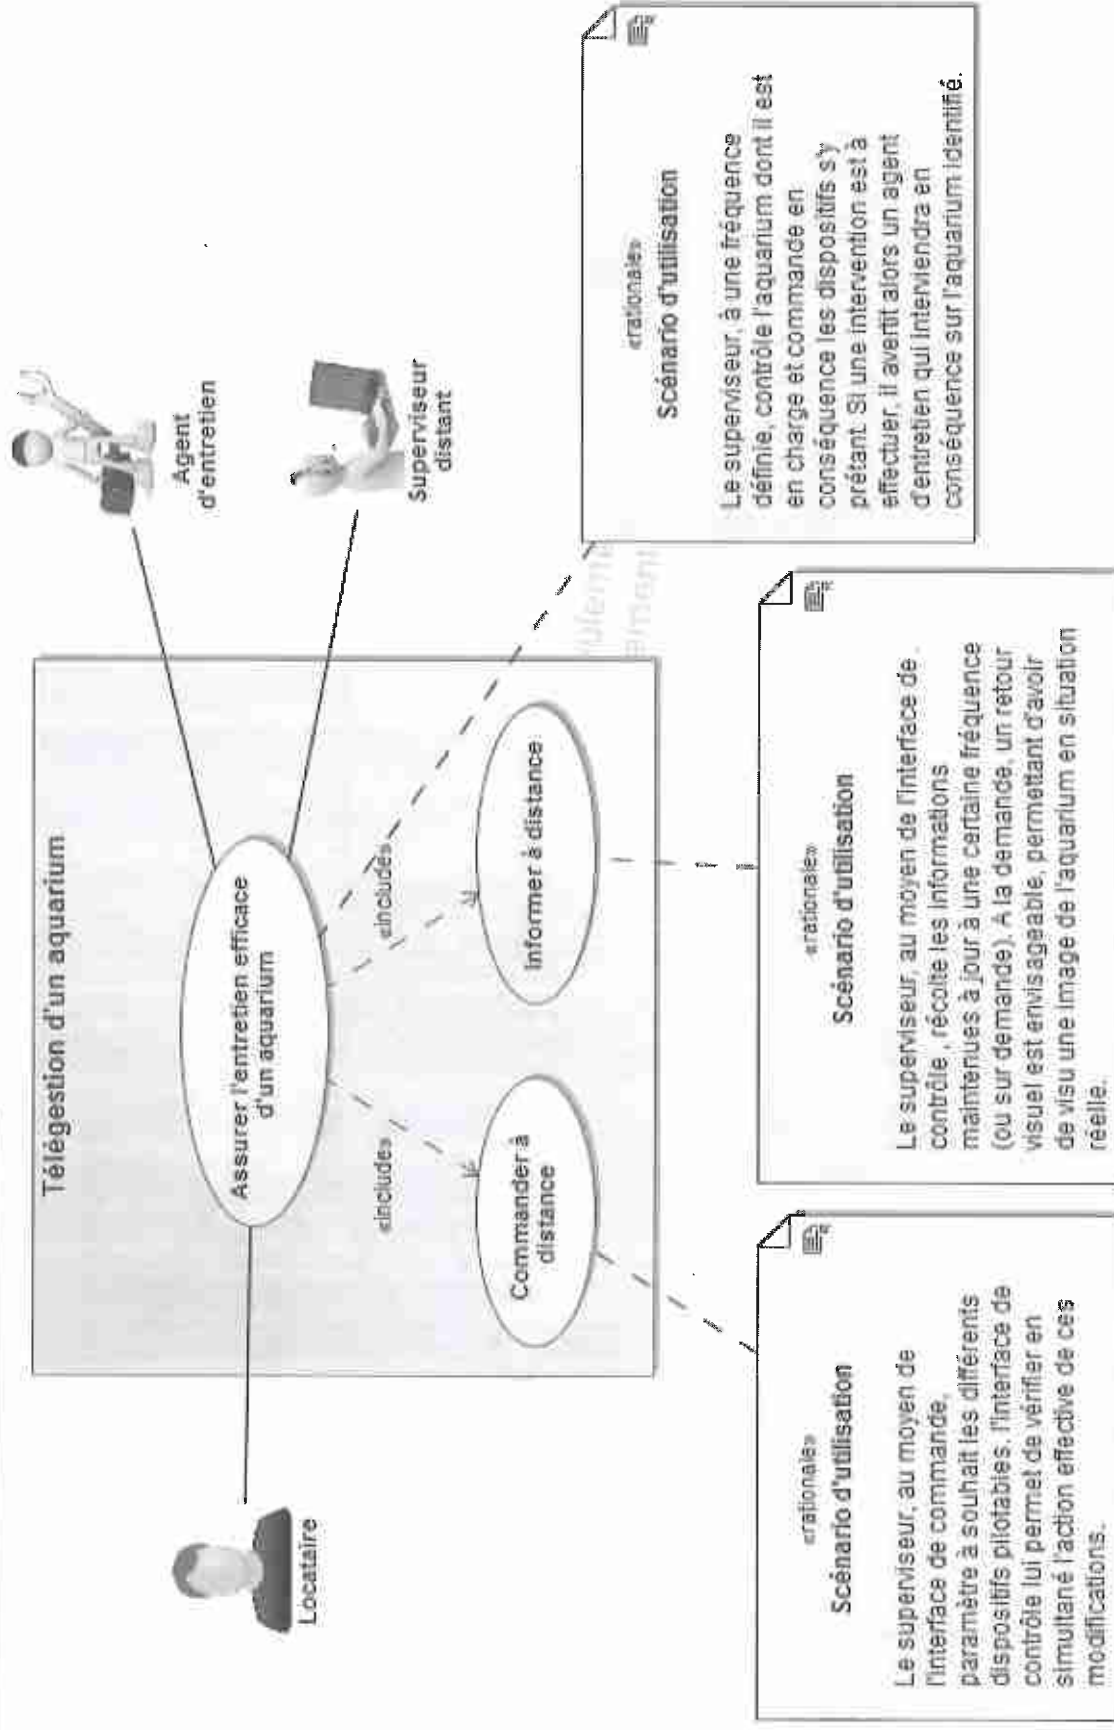 Télégestion d'un aquarium
Locataire
Assurer l'entretien efficace
d'un aquarium
Agent
d'entretien
Superviseur
distant
«include»
«include»
Commander à
distance
Informer à distance
«rationale»
Scénario d'utilisation
Le superviseur, au moyen de
l'interface de commande,
paramètre à souhait les différents
dispositifs pilotables. l'interface de
contrôle lui permet de vérifier en
simultané l'action effective de ces
modifications.
«rationale»
Scénario d'utilisation
Le superviseur, au moyen de l'interface de
contrôle , récolte les informations
maintenues à jour à une certaine fréquence
(ou sur demande). A la demande, un retour
visuel est envisageable, permettant d'avoir
de visu une image de l'aquarium en situation
réelle.
«rationale»
Scénario d'utilisation
Le superviseur, à une fréquence
définie, contrôle l'aquarium dont il est
en charge et commande en
conséquence les dispositifs s'y
prétant. Si une intervention est à
effectuer, il avertit alors un agent
d'entretien qui interviendra en
conséquence sur l'aquarium identifié.